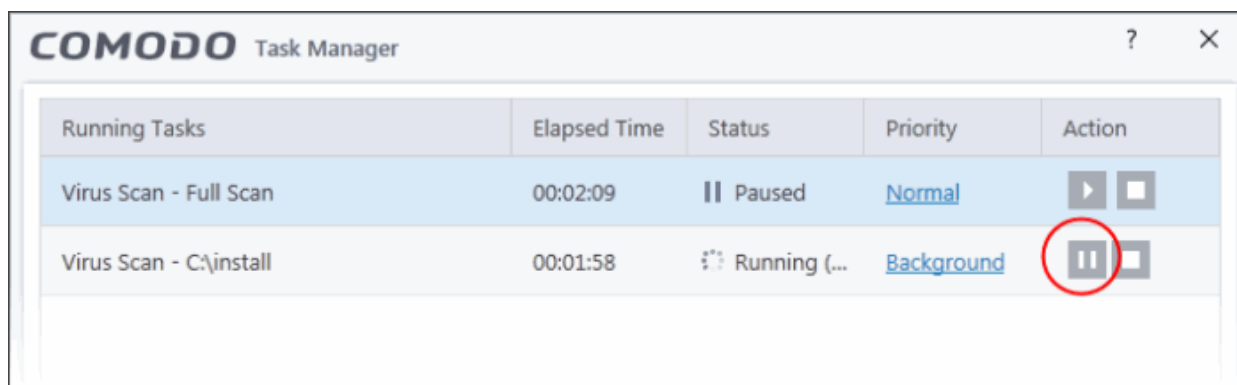 COMODO Task Manager ?
Running Tasks Elapsed Time Status Priority Action
Virus Scan - Full Scan 00:02:09 Paused Normal
Virus Scan - C:\install 00:01:58 Running (... Background